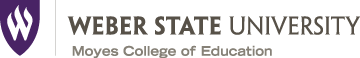 WEBER STATE UNIVERSITY
Moyes College of Education